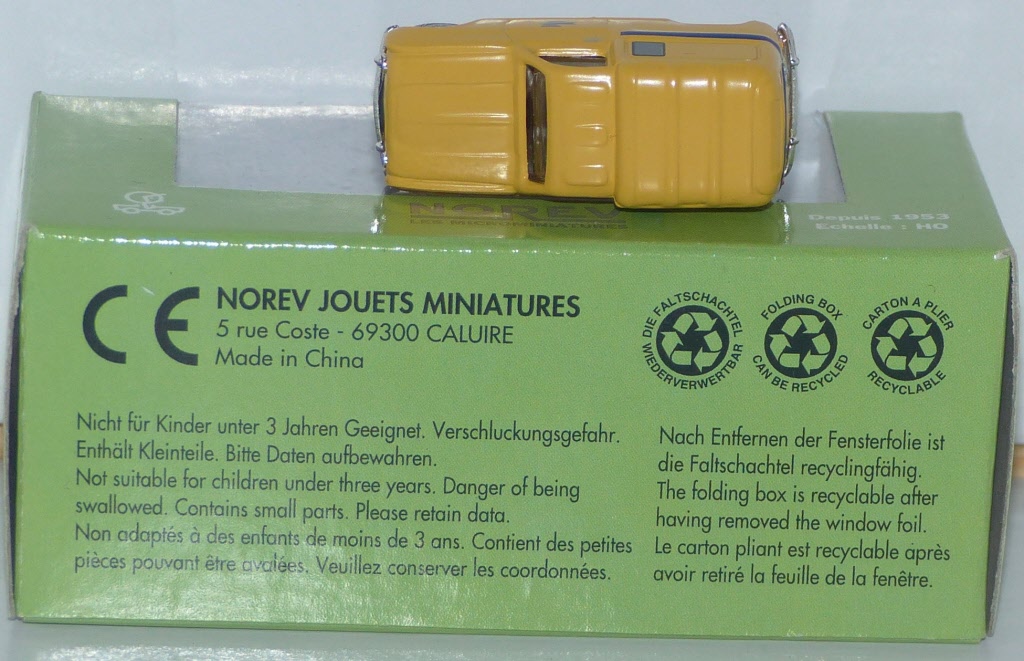 NOREV
Depuis 1953
Echelle : HO
CE NOREV JOUETS MINIATURES
5 rue Coste - 69300 CALUIRE
Made in China
DIE FALTSCHACHTEL WIEDERVERWERTBAR
FOLDING BOX CAN BE RECYCLED
CARTON A PLIER RECYCLABLE
Nicht für Kinder unter 3 Jahren Geeignet. Verschluckungsgefahr.
Enthält Kleinteile. Bitte Daten aufbewahren.
Not suitable for children under three years. Danger of being
swallowed. Contains small parts. Please retain data.
Non adaptés à des enfants de moins de 3 ans. Contient des petites
pièces pouvant être avalées. Veuillez conserver les coordonnées.
Nach Entfernen der Fensterfolie ist
die Faltschachtel recyclingfähig.
The folding box is recyclable after
having removed the window foil.
Le carton pliant est recyclable après
avoir retiré la feuille de la fenêtre.